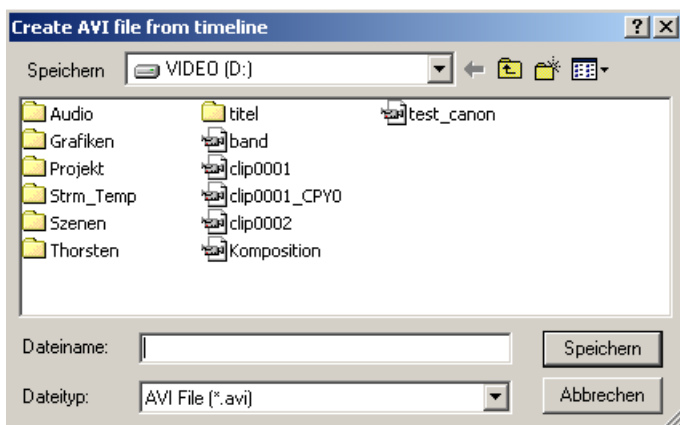 Create AVI file from timeline
Speichern VIDEO (D:)
Audio titel test_canon
Grafiken band
Projekt clip0001
Strm_Temp clip0001_CPY0
Szenen clip0002
Thorsten Komposition
Dateiname: Speichern
Dateityp: AVI File (*.avi) Abbrechen